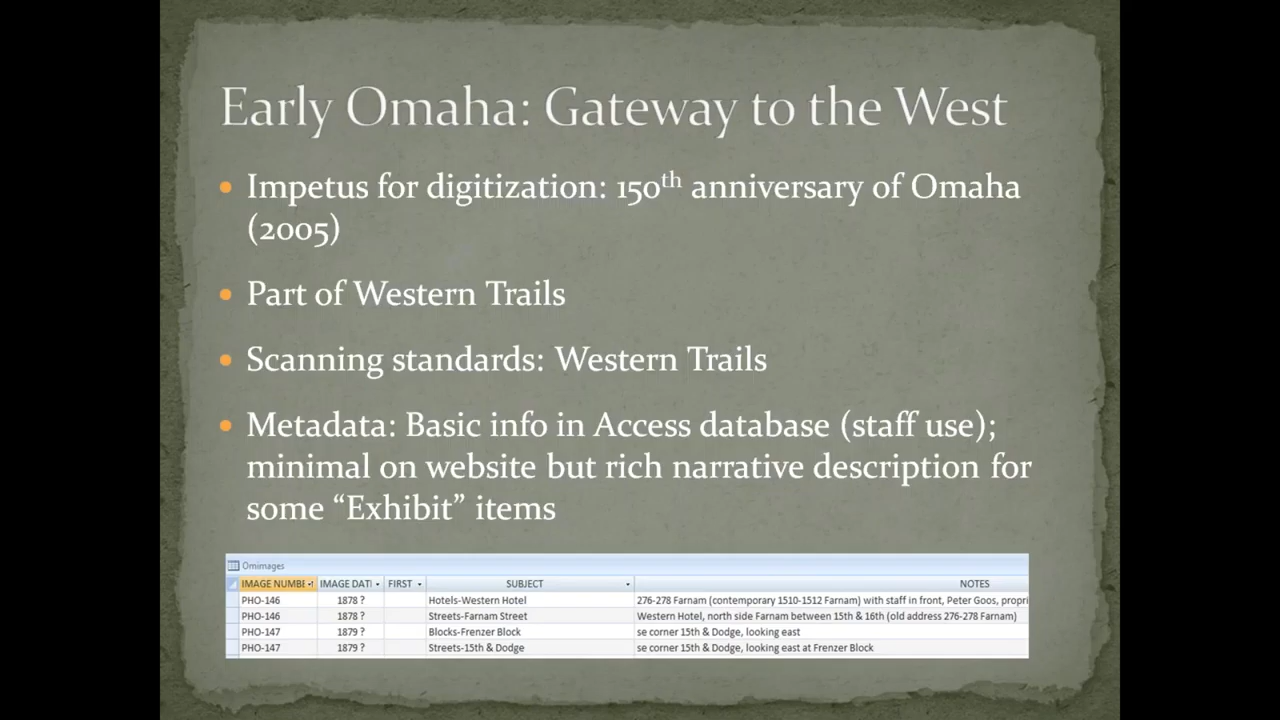 Early Omaha: Gateway to the West
Impetus for digitization: 150th anniversary of Omaha
(2005)
Part of Western Trails
Scanning standards: Western Trails
Metadata: Basic info in Access database (staff use);
minimal on website but rich narrative description for
some “Exhibit” items
Omimages
IMAGE NUMBE IMAGE DATI FIRST SUBJECT NOTES
PHO-146 1878 ? Hotels-Western Hotel 276-278 Farnam (contemporary 1510-1512 Farnam) with staff in front, Peter Goos, propri
PHO-146 1878 ? Streets-Farnam Street Western Hotel, north side Farnam between 15th & 16th (old address 276-278 Farnam)
PHO-147 1879 ? Blocks-Frenzer Block se corner 15th & Dodge, looking east
PHO-147 1879 ? Streets-15th & Dodge se corner 15th & Dodge, looking east at Frenzer Block